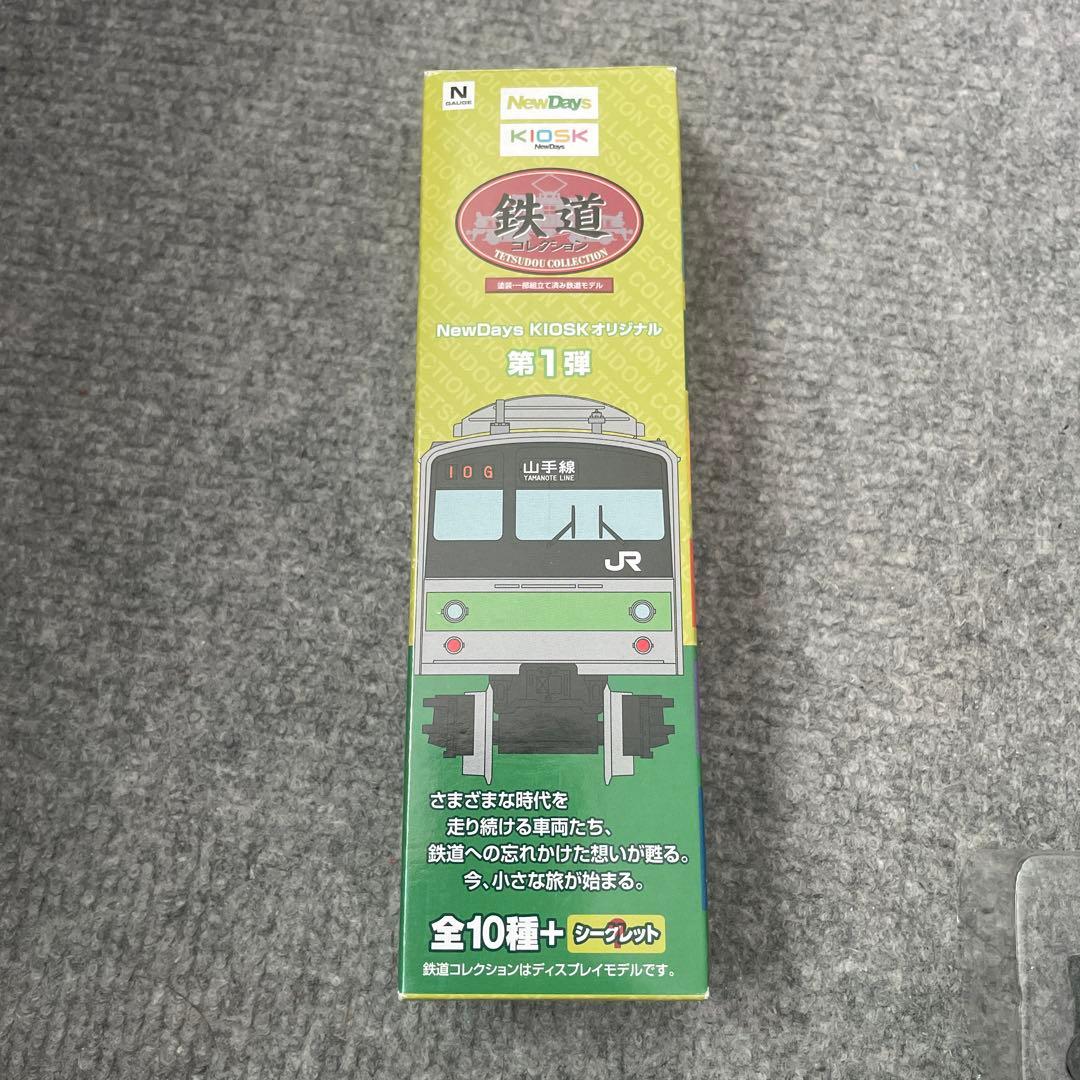 N
GAUGE
NewDays
KIOSK
NewDays
鉄道
コレクション
TETSUDOU COLLECTION
塗装・一部組立て済み鉄道モデル
NewDays KIOSKオリジナル
第1弾
10G
山手線
YAMANOTE LINE
JR
さまざまな時代を
走り続ける車両たち、
鉄道への忘れかけた想いが甦る。
今、小さな旅が始まる。
全10種+ シークレット
鉄道コレクションはディスプレイモデルです。